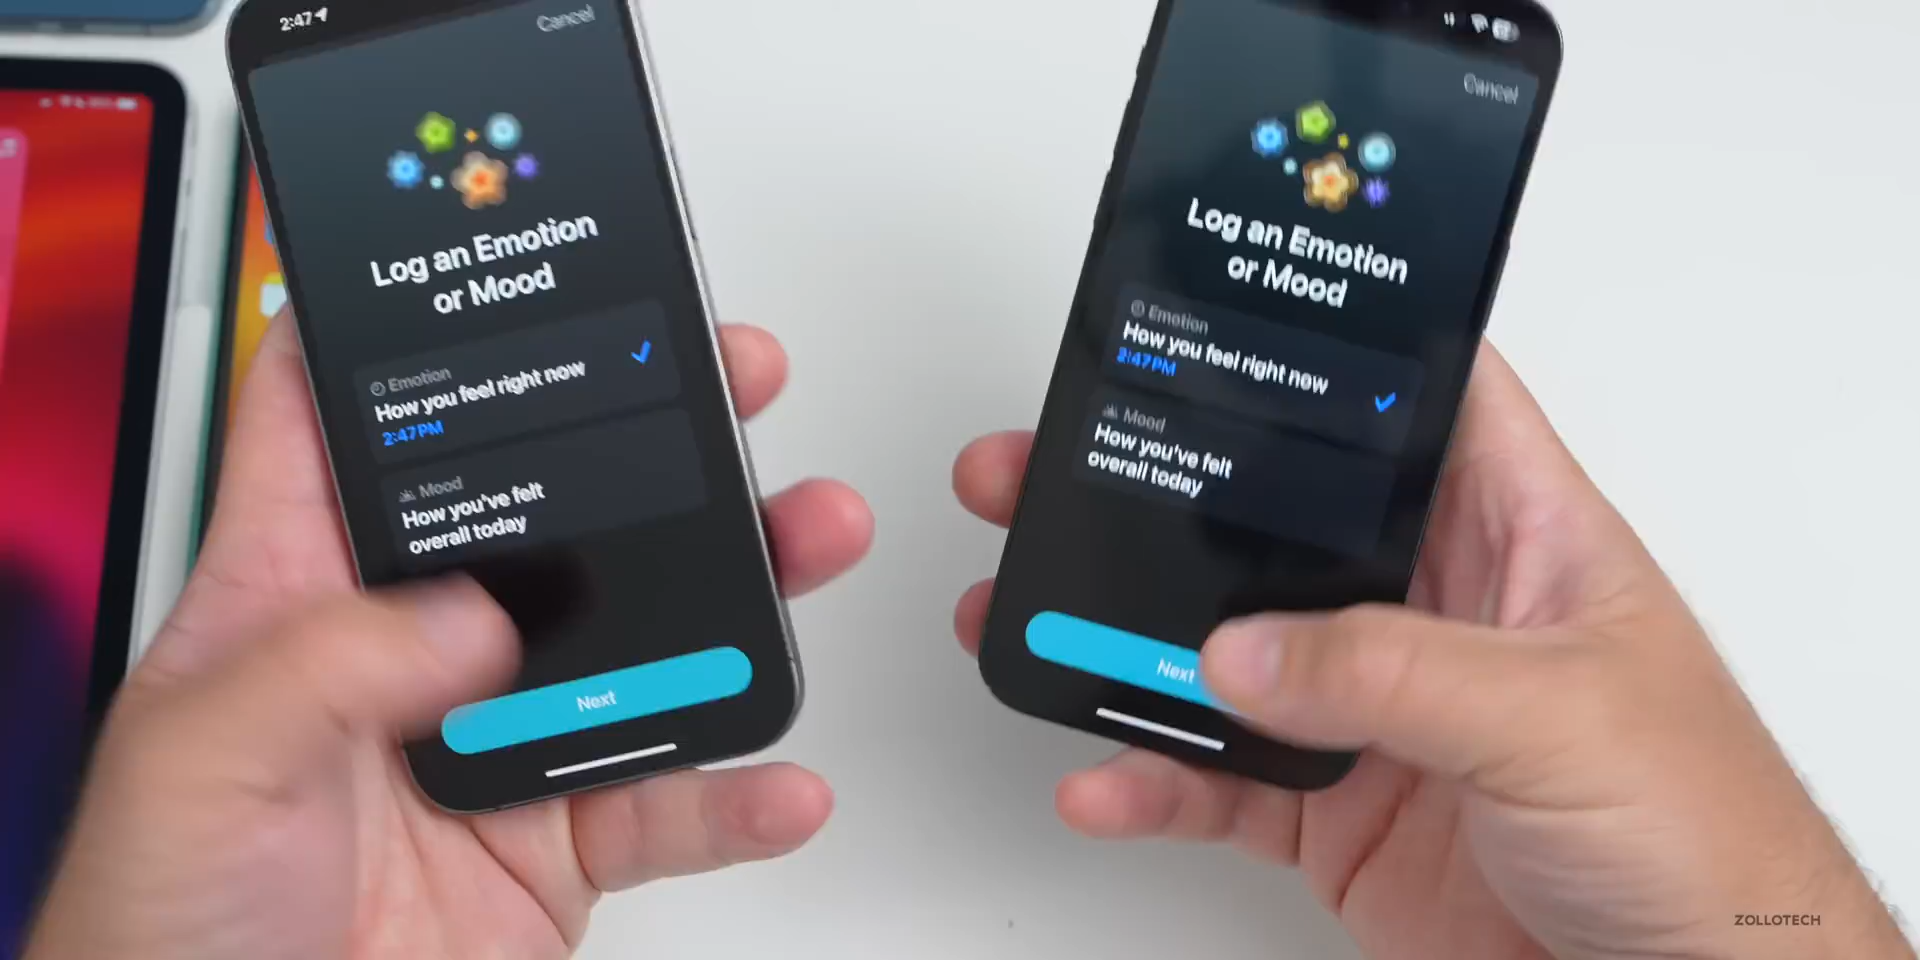 2:47
Cancel
Log an Emotion
or Mood
Emotion
How you feel right now
2:47PM
Mood
How you've felt
overall today
Next
Cancel
Log an Emotion
or Mood
Emotion
How you feel right now
2:47PM
Mood
How you've felt
overall today
Next
ZOLLOTECH